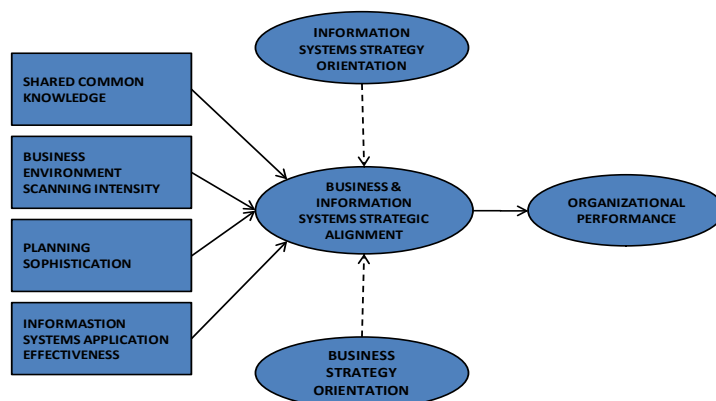 INFORMATION
SYSTEMS STRATEGY
ORIENTATION
SHARED COMMON
KNOWLEDGE
BUSINESS
ENVIRONMENT
SCANNING INTENSITY
PLANNING
SOPHISTICATION
INFORMASTION
SYSTEMS APPLICATION
EFFECTIVENESS
BUSINESS &
INFORMATION
SYSTEMS STRATEGIC
ALIGNMENT
ORGANIZATIONAL
PERFORMANCE
BUSINESS
STRATEGY
ORIENTATION